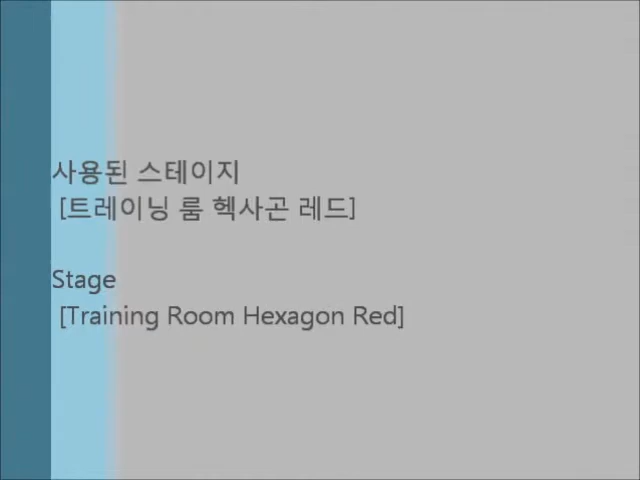 사용된 스테이지
[트레이닝 룸 헥사곤 레드]
Stage
[Training Room Hexagon Red]